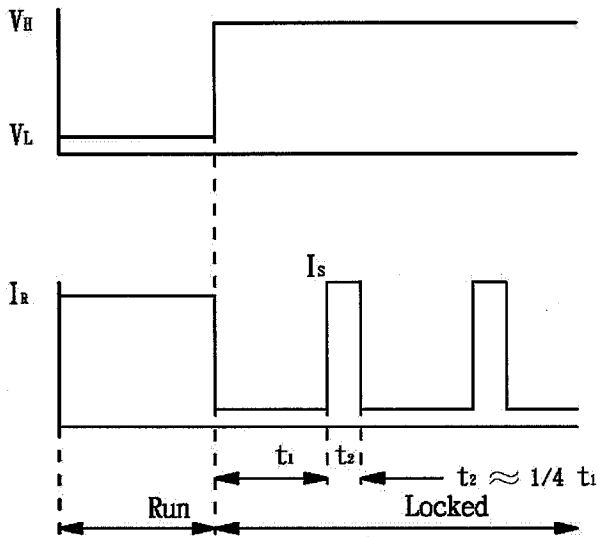 VH
VL
IR
IS
t1
t2
t2 ≈ 1/4 t1
Run
Locked